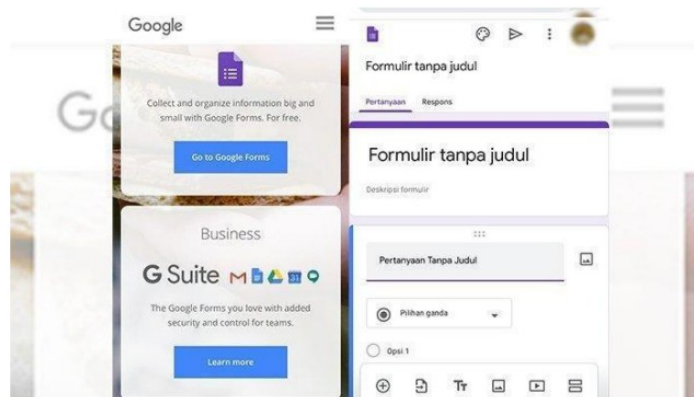 Google
Collect and organize information big and
small with Google Forms. For free.
Go to Google Forms
Business
G Suite
The Google Forms you love with added
security and control for teams.
Learn more
Formulir tanpa judul
Pertanyaan Respons
Formulir tanpa judul
Deskripsi formulir
Pertanyaan Tanpa Judul
Pilihan ganda
Opsi 1